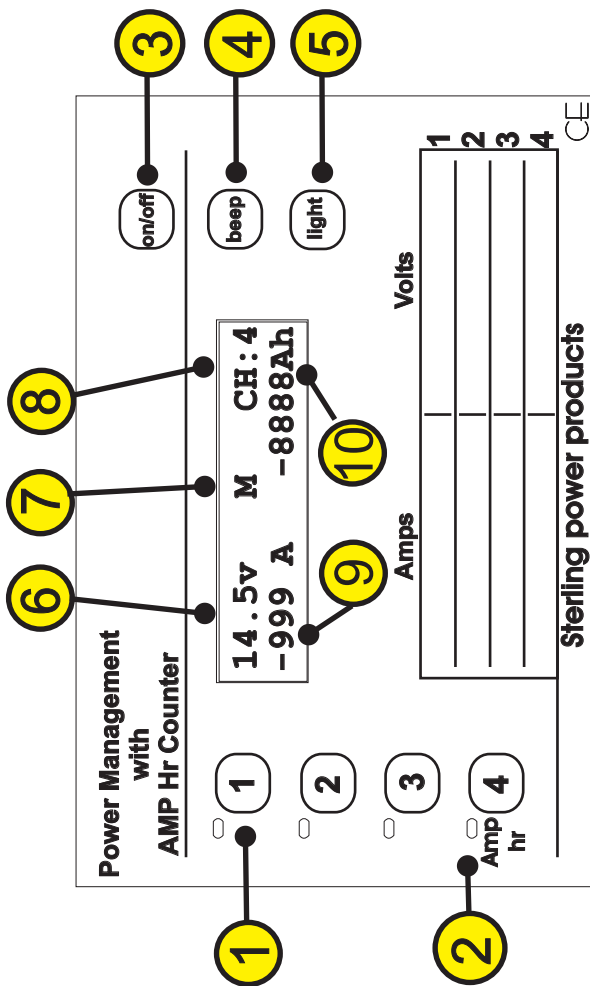 3
4
5
6
7
8
Power Management
with
AMP Hr Counter
on/off
beep
light
14.5v M CH:4
-999 A -8888Ah
1
2
3
4
Amp
hr
1
2
9
10
Amps
Volts
1
2
3
4
Sterling power products
CE